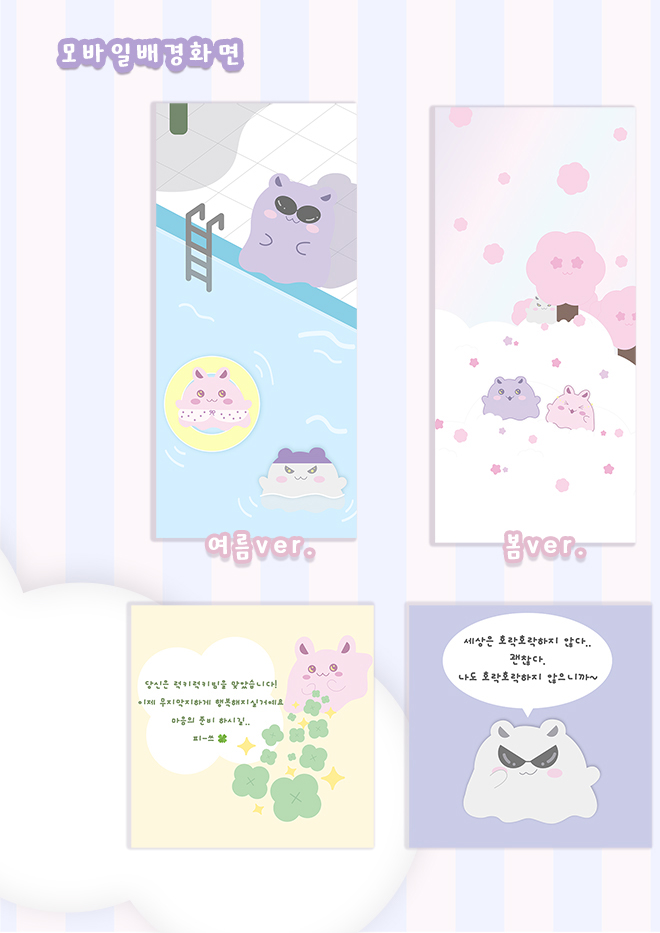 모바일배경화면
여름ver.
봄ver.
당신은 럭키럭키빔을 맞았습니다!
이제 무지막지하게 행복해지실거에요
마음의 준비 하시길..
피-쓰 🍀
세상은 호락호락하지 않다..
괜찮다.
나도 호락호락하지 않으니까~